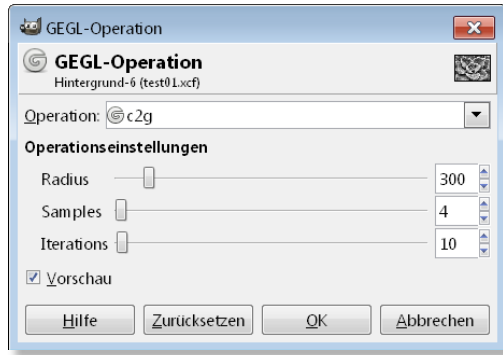 GEGL-Operation
GEGL-Operation
Hintergrund-6 (test01.xcf)
Operation: c2g
Operationseinstellungen
Radius 300
Samples 4
Iterations 10
Vorschau
Hilfe Zurücksetzen OK Abbrechen